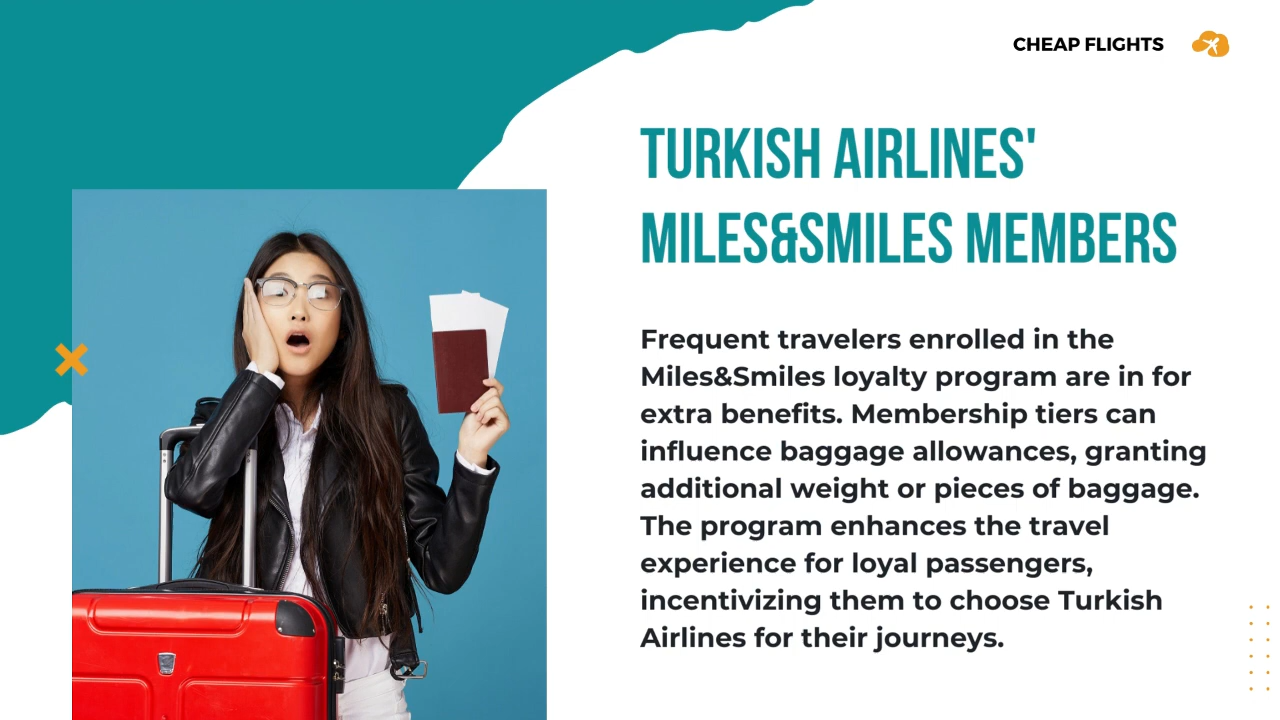 CHEAP FLIGHTS
TURKISH AIRLINES'
MILES&SMILES MEMBERS
Frequent travelers enrolled in the
Miles&Smiles loyalty program are in for
extra benefits. Membership tiers can
influence baggage allowances, granting
additional weight or pieces of baggage.
The program enhances the travel
experience for loyal passengers,
incentivizing them to choose Turkish
Airlines for their journeys.